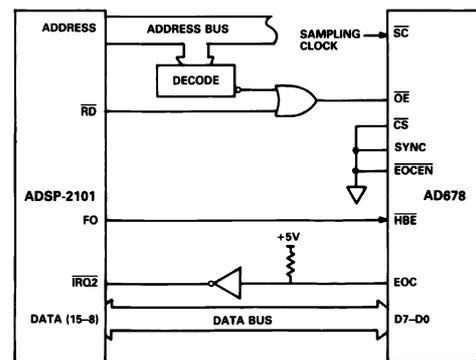 ADDRESS
ADDRESS BUS
SAMPLING
CLOCK
SC
DECODE
RD
OE
CS
SYNC
EOCEN
ADSP-2101
AD678
FO
HBE
+5V
IRQ2
EOC
DATA (15–8)
DATA BUS
D7–D0